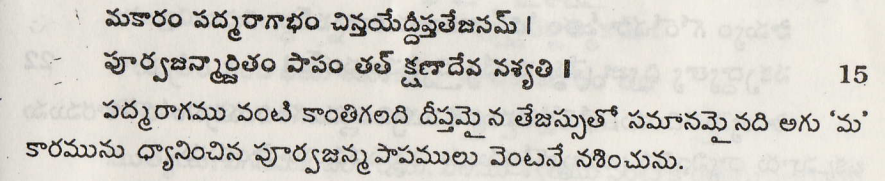 మకారం పద్మరాగాభం చిన్తయేద్దీప్తతేజసమ్ ।
పూర్వజన్మార్జితం పాపం తత్ క్షణాదేవ నశ్యతి ॥ 15
పద్మరాగము వంటి కాంతిగలది దీప్తమైన తేజస్సుతో సమానమైనది అగు ‘మ’
కారమును ధ్యానించిన పూర్వజన్మ పాపములు వెంటనే నశించును.